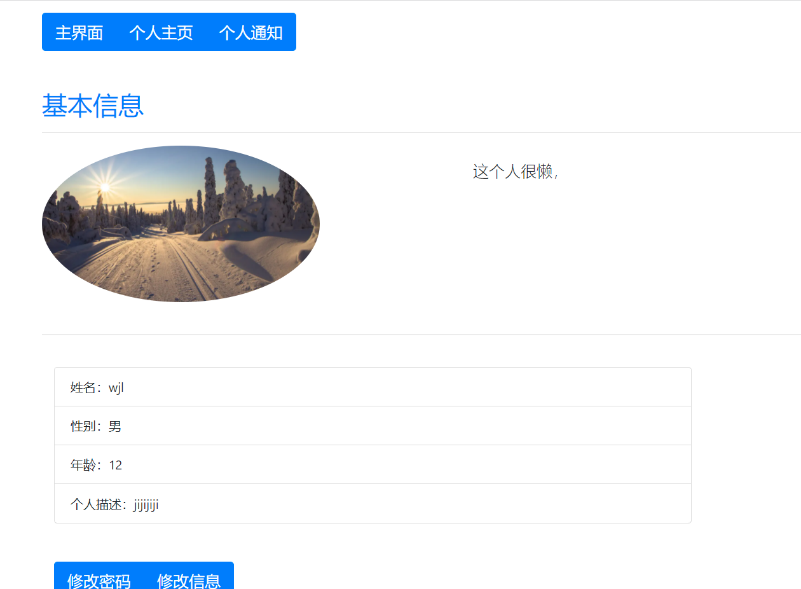 主界面 个人主页 个人通知
基本信息
这个人很懒,
姓名：wjl
性别：男
年龄：12
个人描述：jijijiji
修改密码 修改信息